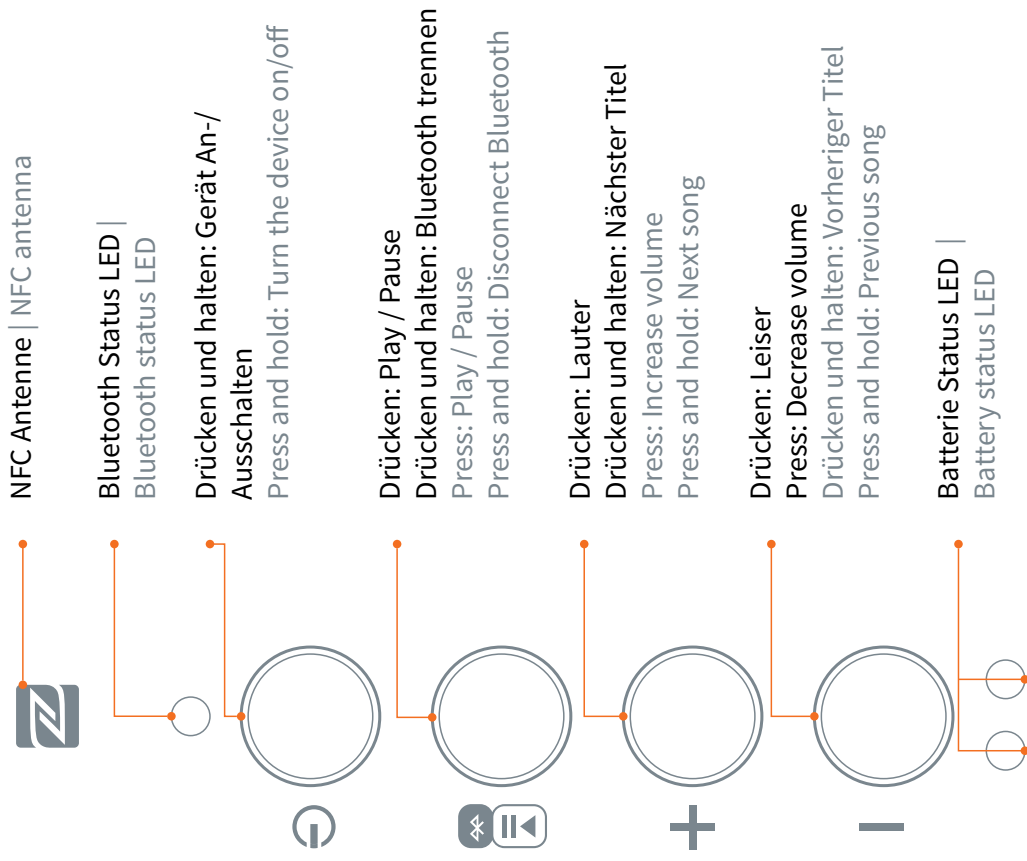 NFC Antenne | NFC antenna
Bluetooth Status LED |
Bluetooth status LED
Drücken und halten: Gerät An-/
Ausschalten
Press and hold: Turn the device on/off
Drücken: Play / Pause
Drücken und halten: Bluetooth trennen
Press: Play / Pause
Press and hold: Disconnect Bluetooth
Drücken: Lauter
Drücken und halten: Nächster Titel
Press: Increase volume
Press and hold: Next song
Drücken: Leiser
Press: Decrease volume
Drücken und halten: Vorheriger Titel
Press and hold: Previous song
Batterie Status LED |
Battery status LED